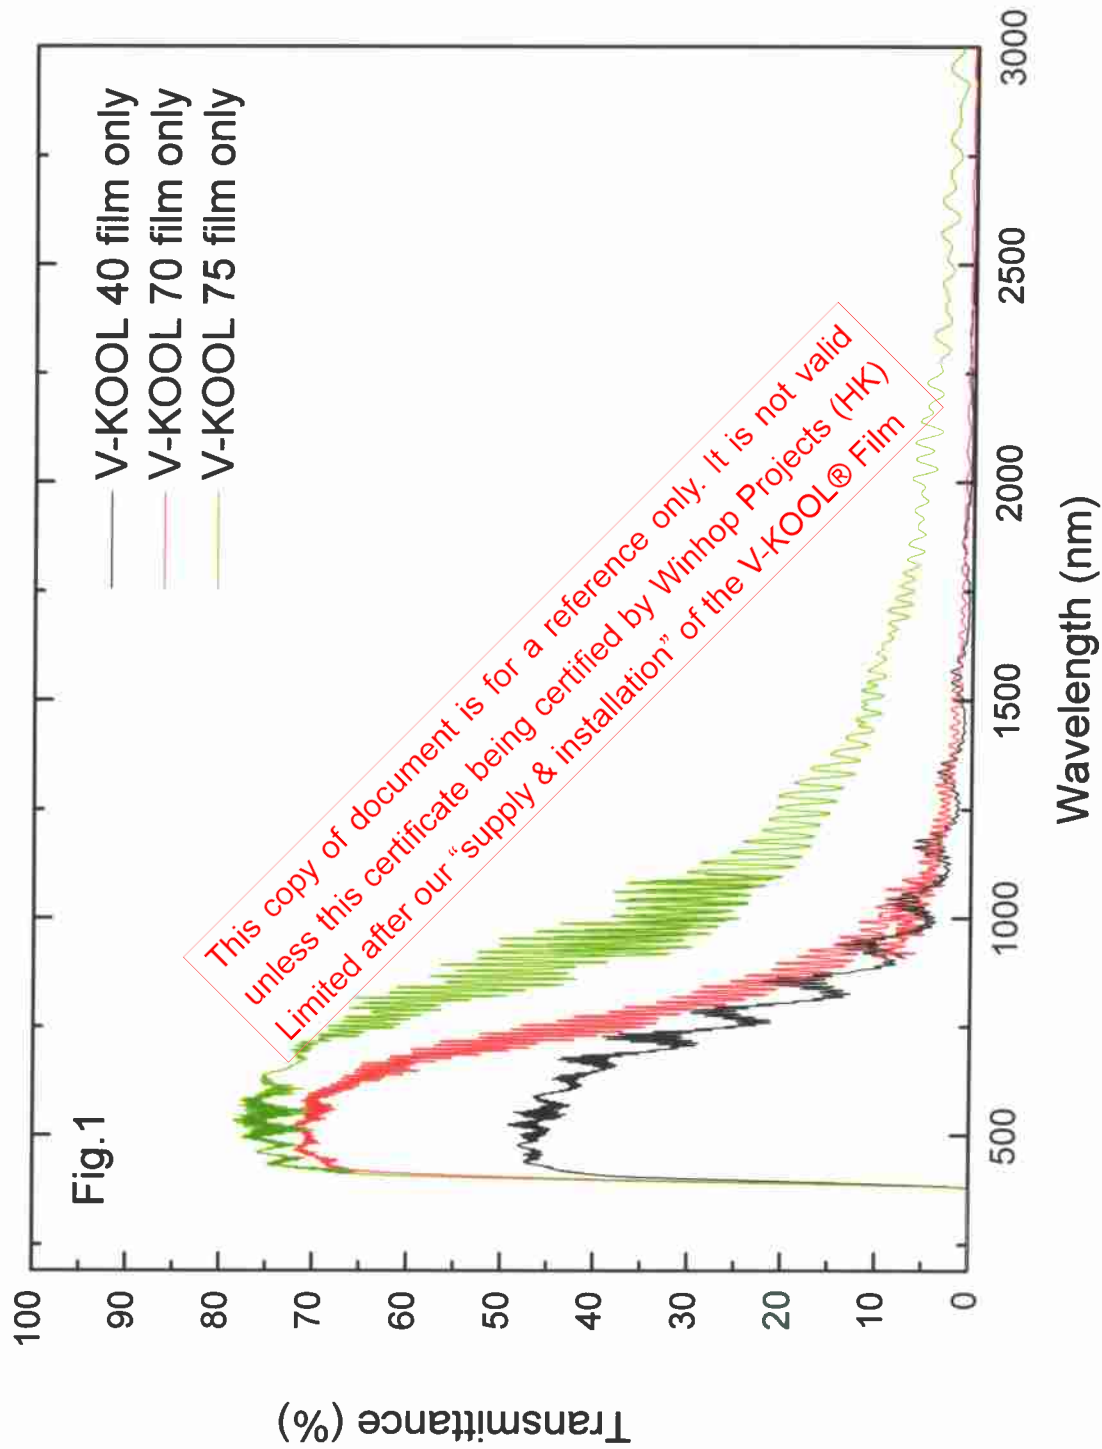 Fig.1
V-KOOL 40 film only
V-KOOL 70 film only
V-KOOL 75 film only
Transmittance (%)
100
90
80
70
60
50
40
30
20
10
0
500
1000
1500
2000
2500
3000
Wavelength (nm)
This copy of document is for a reference only. It is not valid
unless this certificate being certified by Winhop Projects (HK)
Limited after our “supply & installation” of the V-KOOL® Film